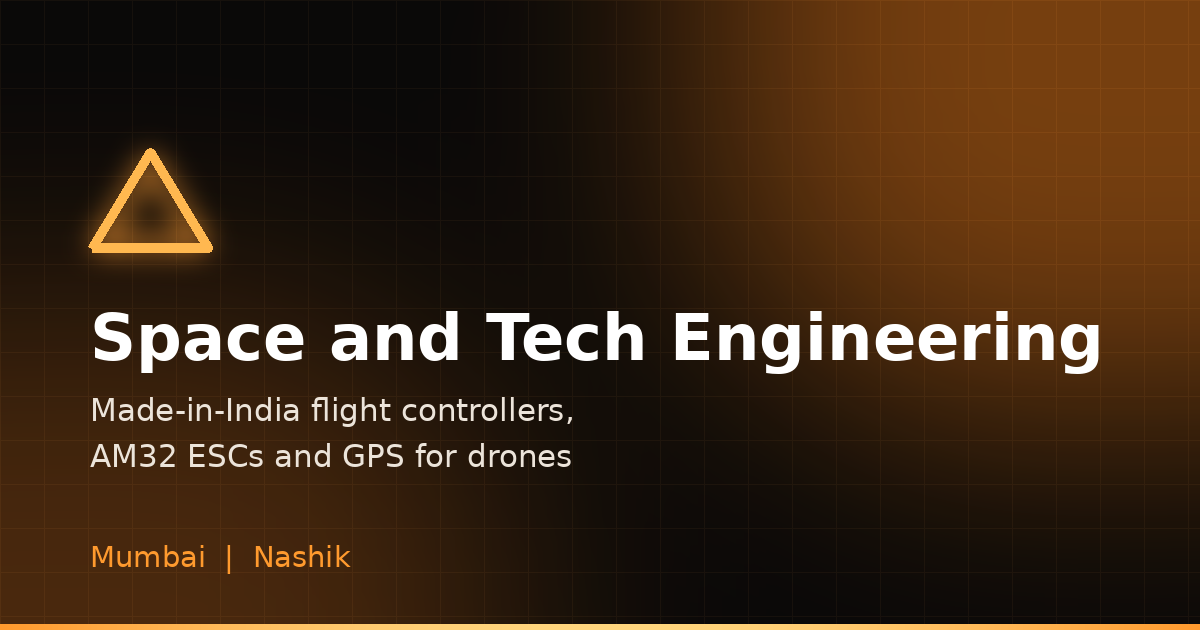 Space and Tech Engineering
Made-in-India flight controllers,
AM32 ESCs and GPS for drones
Mumbai | Nashik